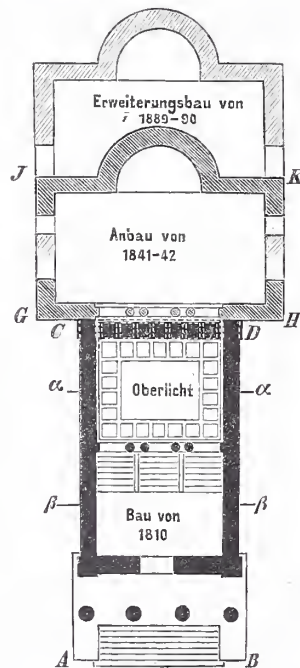 Erweiterungsbau von
1889-90
J K
Anbau von
1841-42
G H
C D
α Oberlicht α
β β
Bau von
1810
A B